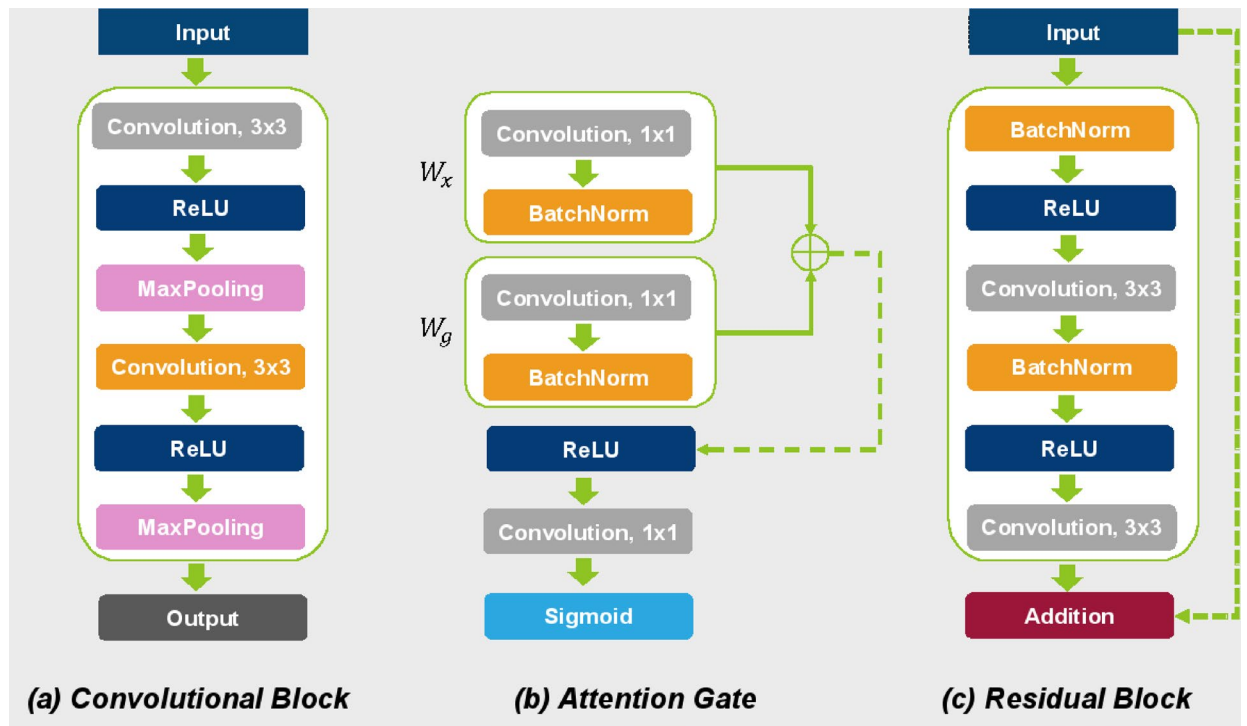 Input
Convolution, 3x3
ReLU
MaxPooling
Convolution, 3x3
ReLU
MaxPooling
Output
(a) Convolutional Block
W_x
Convolution, 1x1
BatchNorm
W_g
Convolution, 1x1
BatchNorm
ReLU
Convolution, 1x1
Sigmoid
(b) Attention Gate
Input
BatchNorm
ReLU
Convolution, 3x3
BatchNorm
ReLU
Convolution, 3x3
Addition
(c) Residual Block